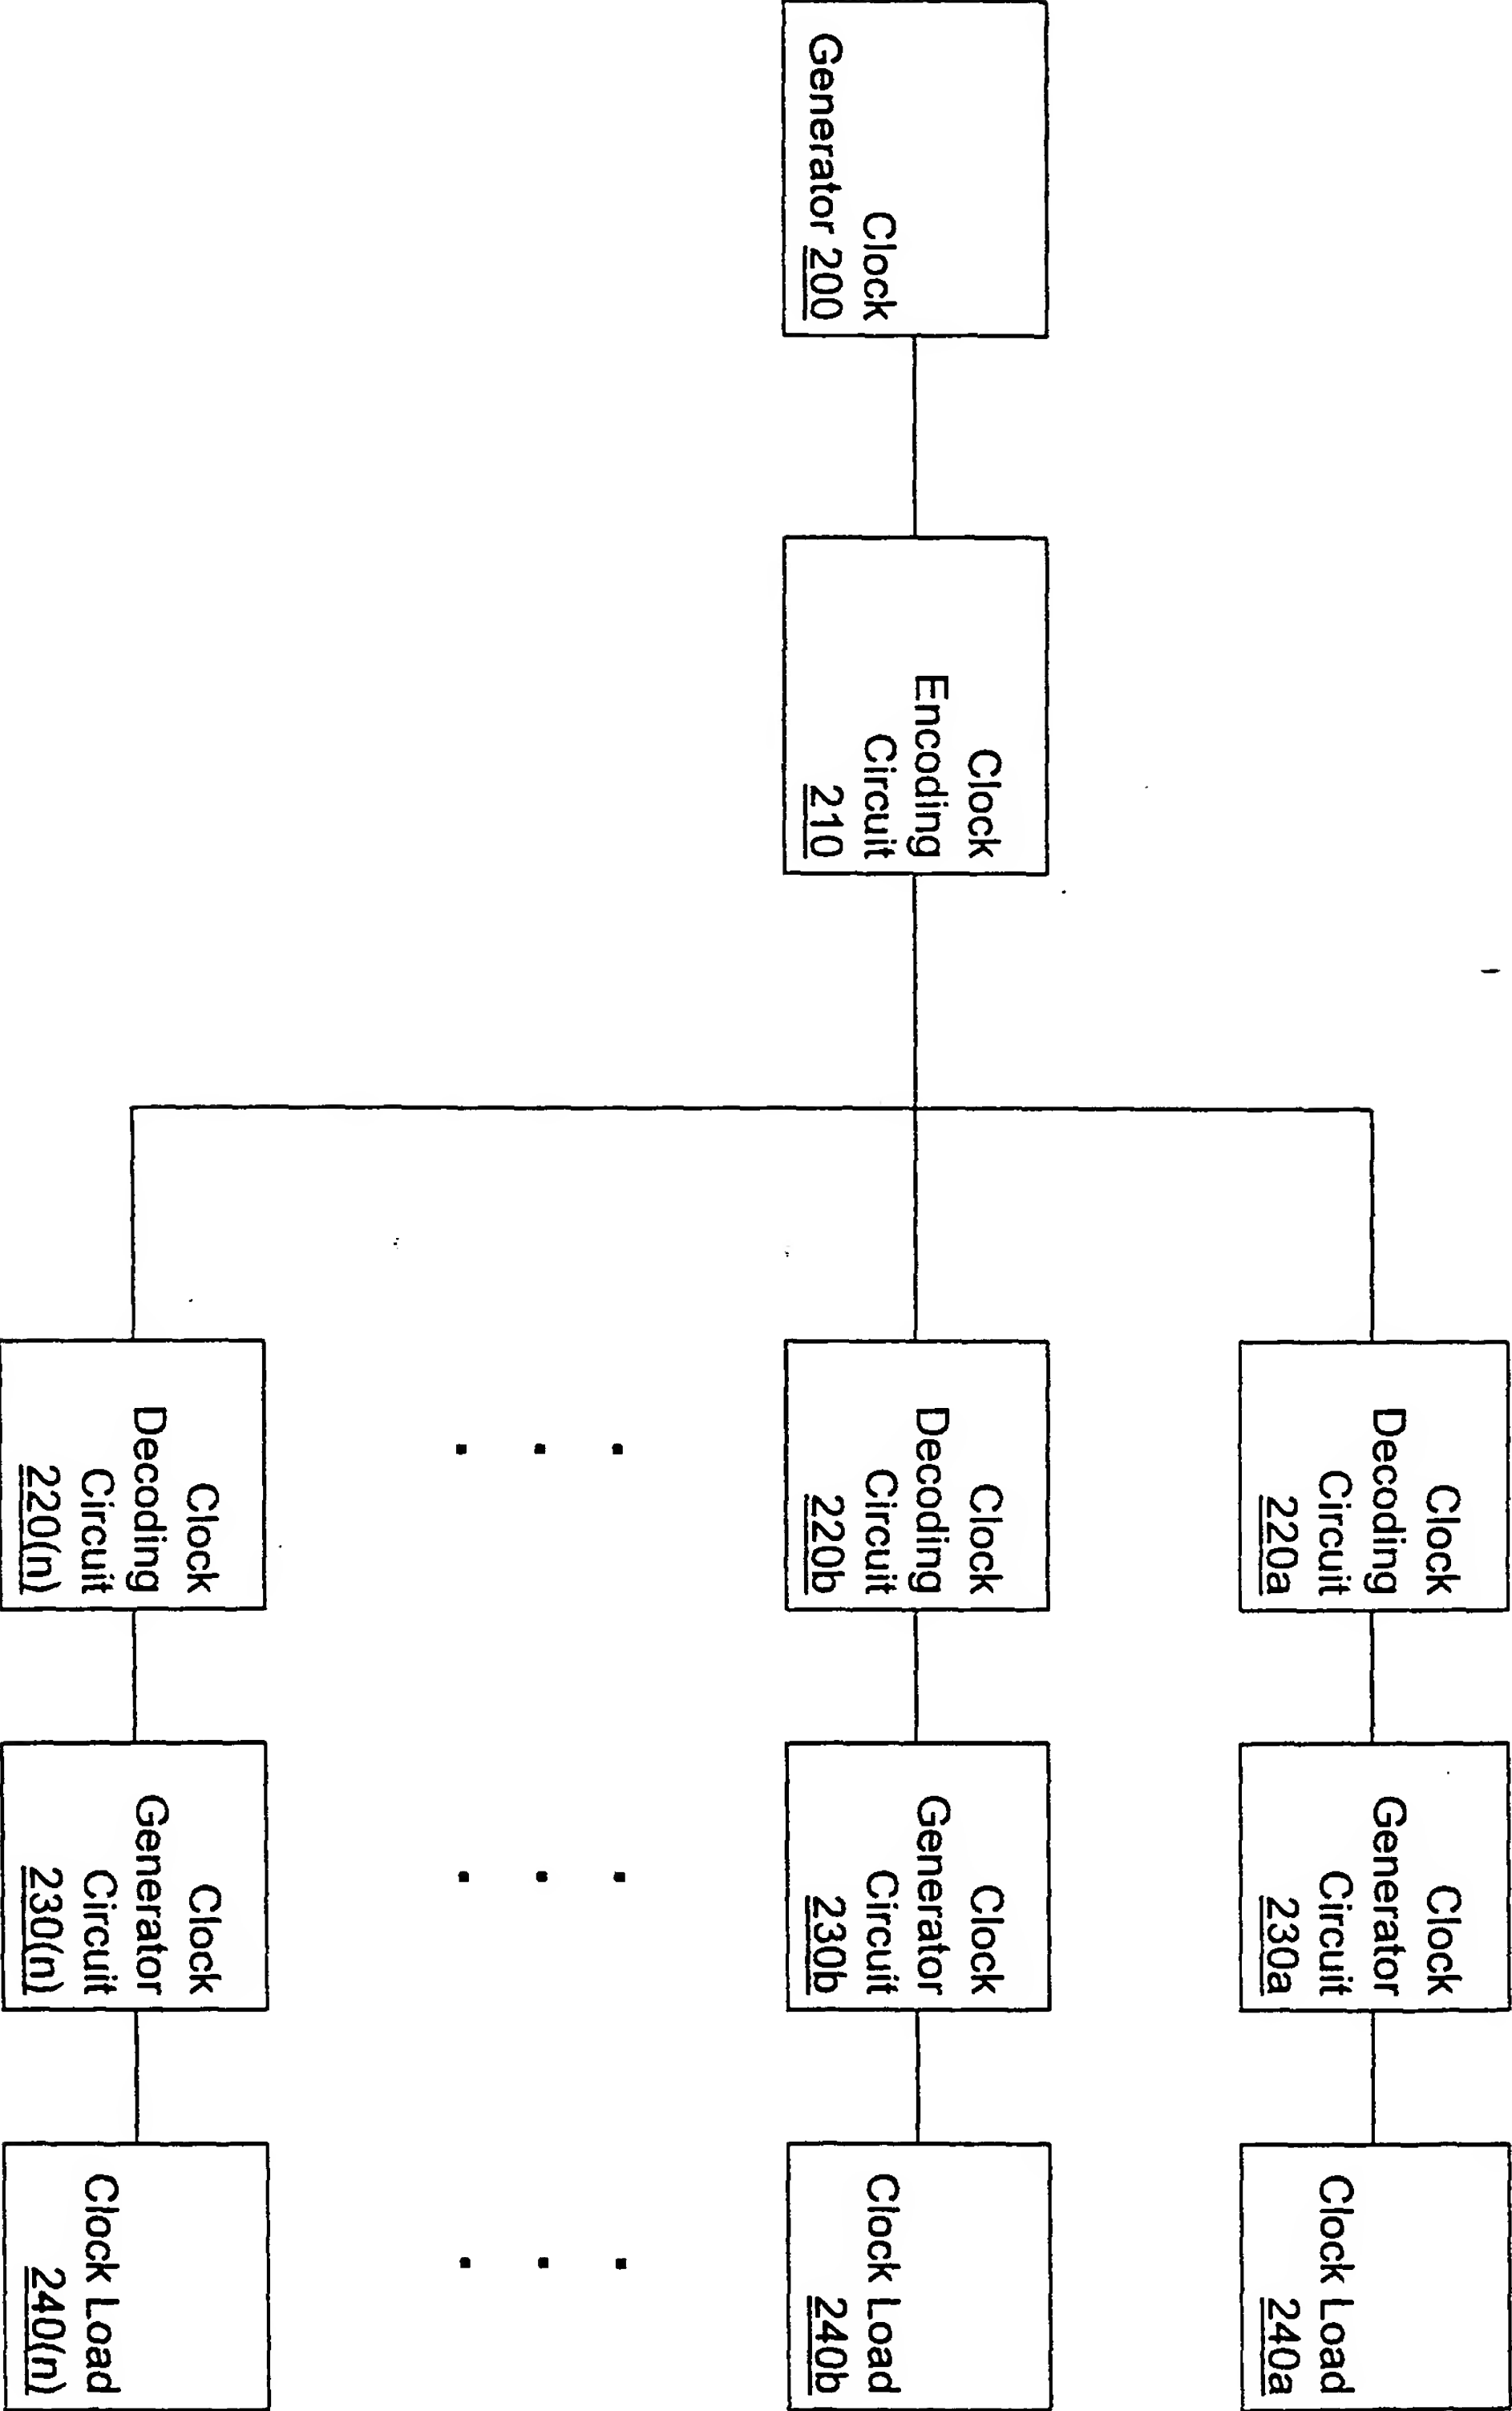 Clock
Generator 200
Clock
Encoding
Circuit
210
Clock
Decoding
Circuit
220a
Clock
Generator
Circuit
230a
Clock Load
240a
Clock
Decoding
Circuit
220b
Clock
Generator
Circuit
230b
Clock Load
240b
Clock
Decoding
Circuit
220(n)
Clock
Generator
Circuit
230(n)
Clock Load
240(n)